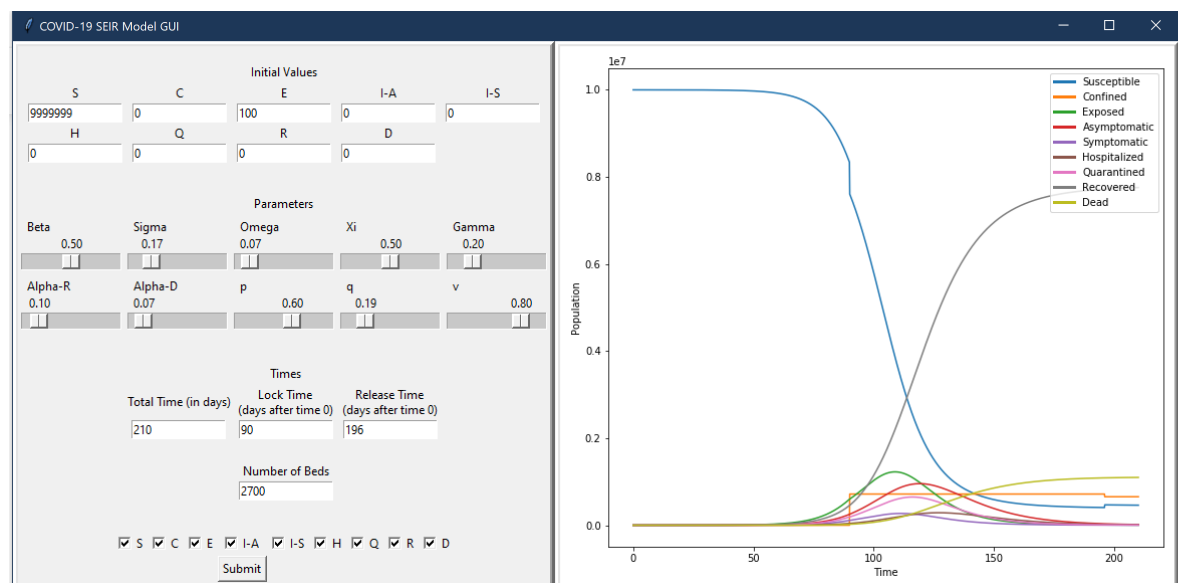 COVID-19 SEIR Model GUI
Initial Values
S C E I-A I-S
9999999 0 100 0 0
H Q R D
0 0 0 0
Parameters
Beta Sigma Omega Xi Gamma
0.50 0.17 0.07 0.50 0.20
Alpha-R Alpha-D p q v
0.10 0.07 0.60 0.19 0.80
Times
Total Time (in days)
Lock Time
(days after time 0)
Release Time
(days after time 0)
210 90 196
Number of Beds
2700
S C E I-A I-S H Q R D
Submit
1e7
1.0
0.8
0.6
0.4
0.2
0.0
Population
0 50 100 150 200
Time
Susceptible
Confined
Exposed
Asymptomatic
Symptomatic
Hospitalized
Quarantined
Recovered
Dead